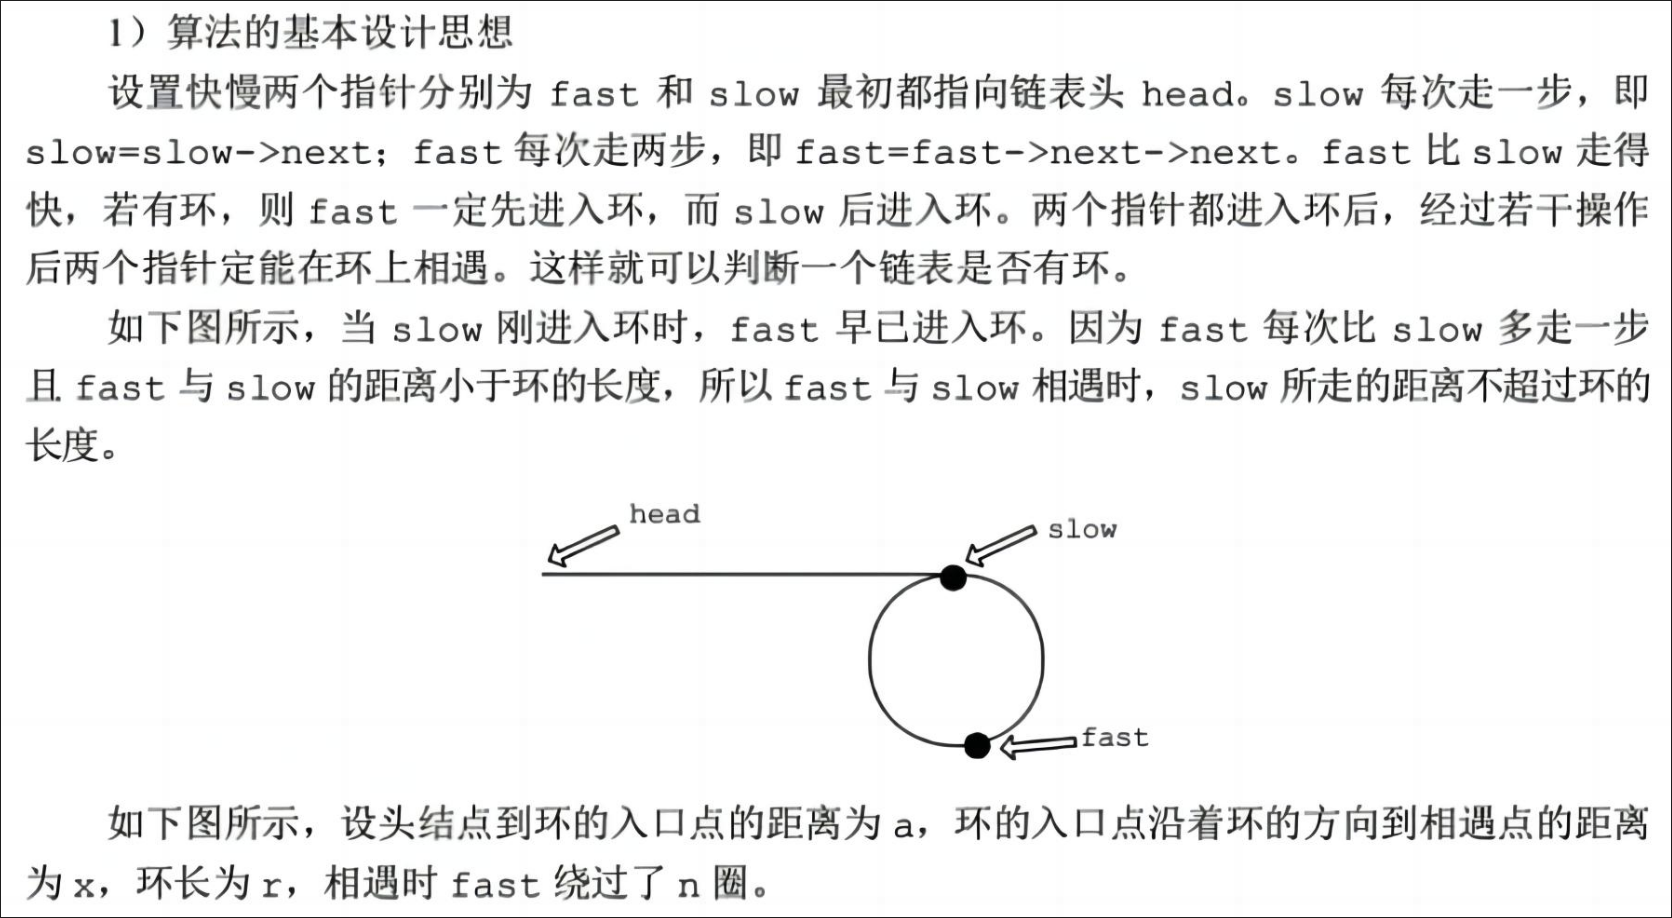 1）算法的基本设计思想
设置快慢两个指针分别为 fast 和 slow 最初都指向链表头 head。slow 每次走一步，即
slow=slow->next；fast 每次走两步，即 fast=fast->next->next。fast 比 slow 走得
快，若有环，则 fast 一定先进入环，而 slow 后进入环。两个指针都进入环后，经过若干操作
后两个指针定能在环上相遇。这样就可以判断一个链表是否有环。
如下图所示，当 slow 刚进入环时，fast 早已进入环。因为 fast 每次比 slow 多走一步
且 fast 与 slow 的距离小于环的长度，所以 fast 与 slow 相遇时，slow 所走的距离不超过环的
长度。
head
slow
fast
如下图所示，设头结点到环的入口点的距离为 a，环的入口点沿着环的方向到相遇点的距离
为 x，环长为 r，相遇时 fast 绕过了 n 圈。